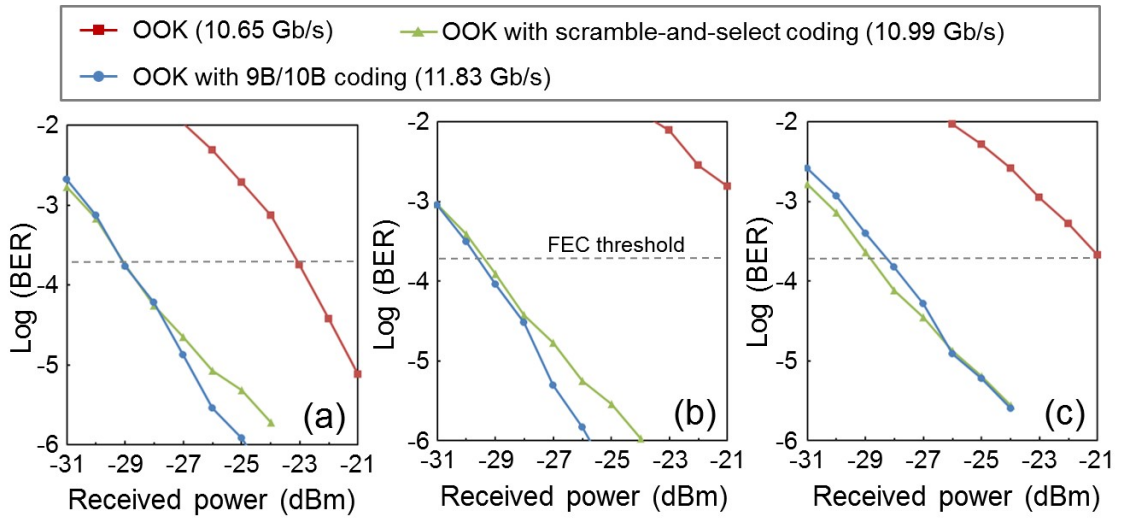 OOK (10.65 Gb/s)
OOK with scramble-and-select coding (10.99 Gb/s)
OOK with 9B/10B coding (11.83 Gb/s)
-2
-3
-4
-5
-6
Log (BER)
(a)
-31 -29 -27 -25 -23 -21
Received power (dBm)
-2
-3
-4
-5
-6
Log (BER)
FEC threshold
(b)
-31 -29 -27 -25 -23 -21
Received power (dBm)
-2
-3
-4
-5
-6
Log (BER)
(c)
-31 -29 -27 -25 -23 -21
Received power (dBm)